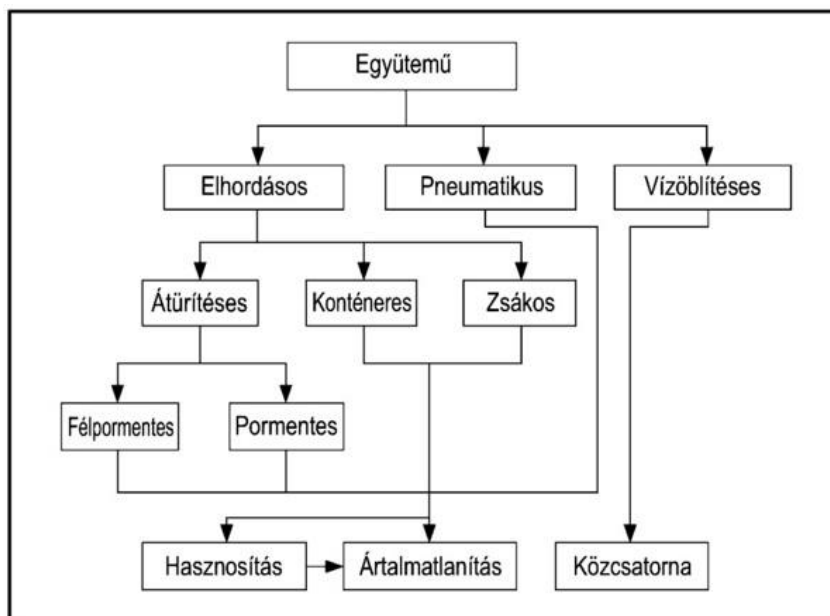 Együtemű
Elhordásos
Pneumatikus
Vízöblítéses
Átürítéses
Konténeres
Zsákos
Félpormentes
Pormentes
Hasznosítás
Ártalmatlanítás
Közcsatorna